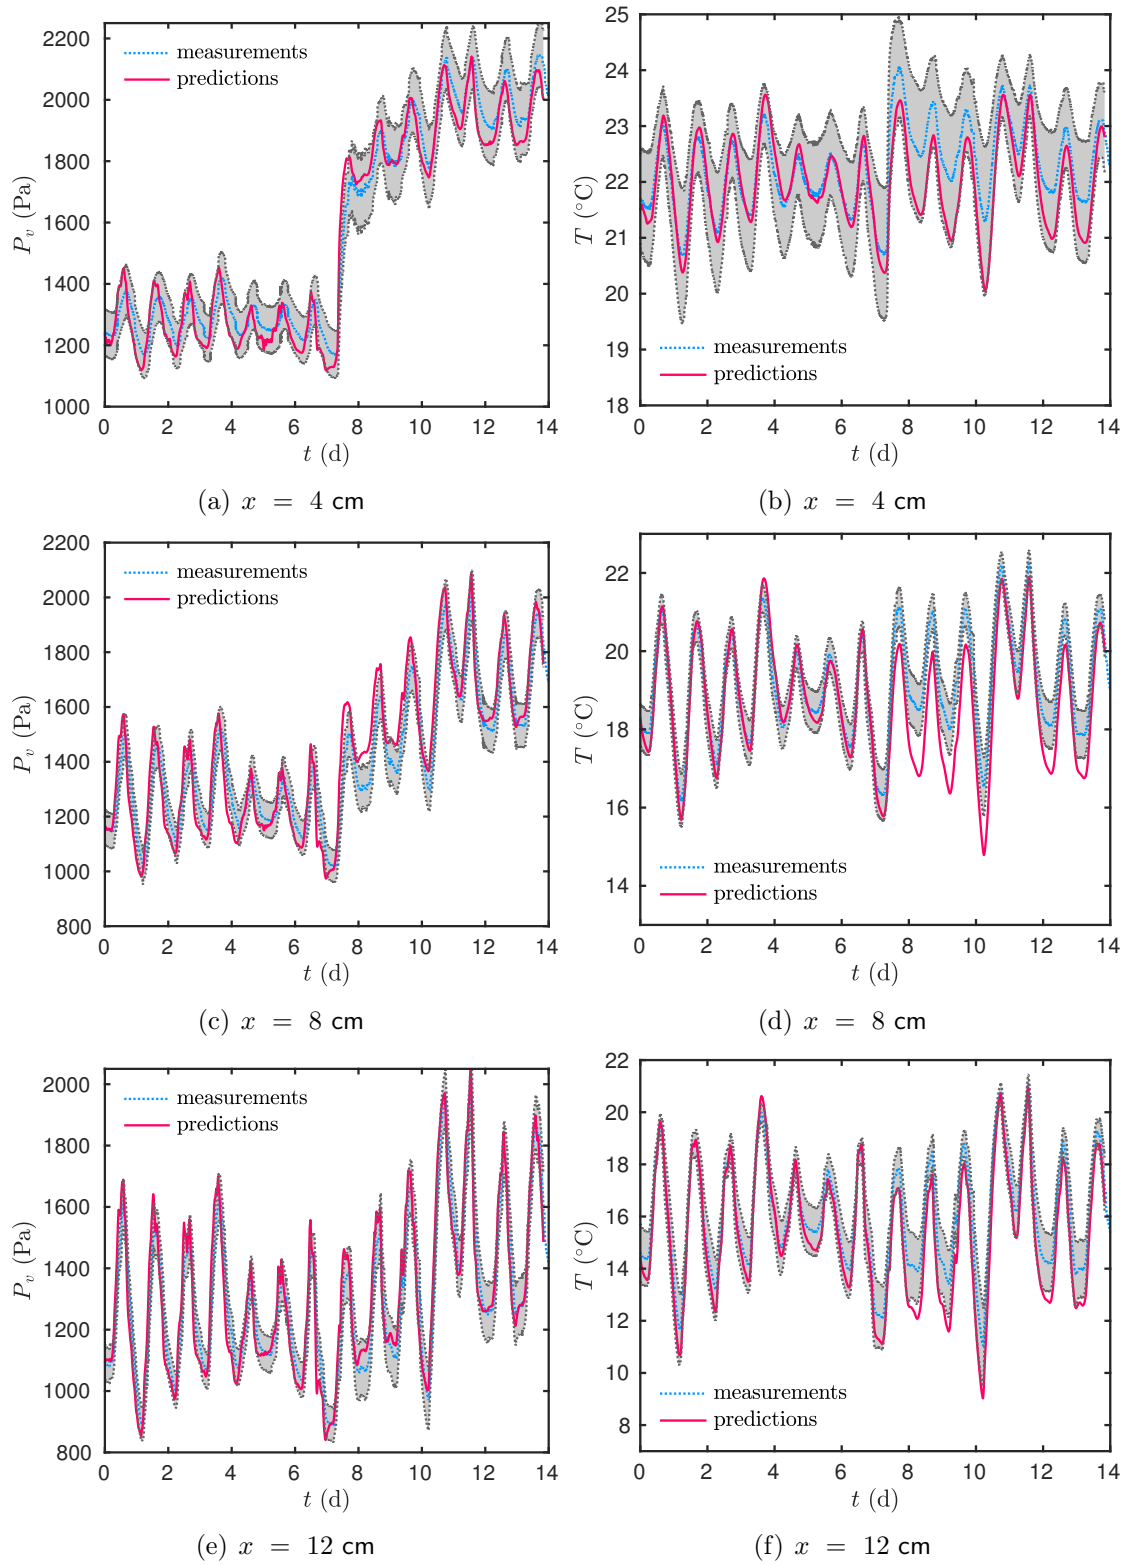 2200
2000
1800
1600
1400
1200
1000
P_v (Pa)
measurements
predictions
0 2 4 6 8 10 12 14
t (d)
(a) x = 4 cm
25
24
23
22
21
20
19
18
T (°C)
measurements
predictions
0 2 4 6 8 10 12 14
t (d)
(b) x = 4 cm
2200
2000
1800
1600
1400
1200
1000
800
P_v (Pa)
measurements
predictions
0 2 4 6 8 10 12 14
t (d)
(c) x = 8 cm
22
20
18
16
14
T (°C)
measurements
predictions
0 2 4 6 8 10 12 14
t (d)
(d) x = 8 cm
2000
1800
1600
1400
1200
1000
800
P_v (Pa)
measurements
predictions
0 2 4 6 8 10 12 14
t (d)
(e) x = 12 cm
22
20
18
16
14
12
10
8
T (°C)
measurements
predictions
0 2 4 6 8 10 12 14
t (d)
(f) x = 12 cm